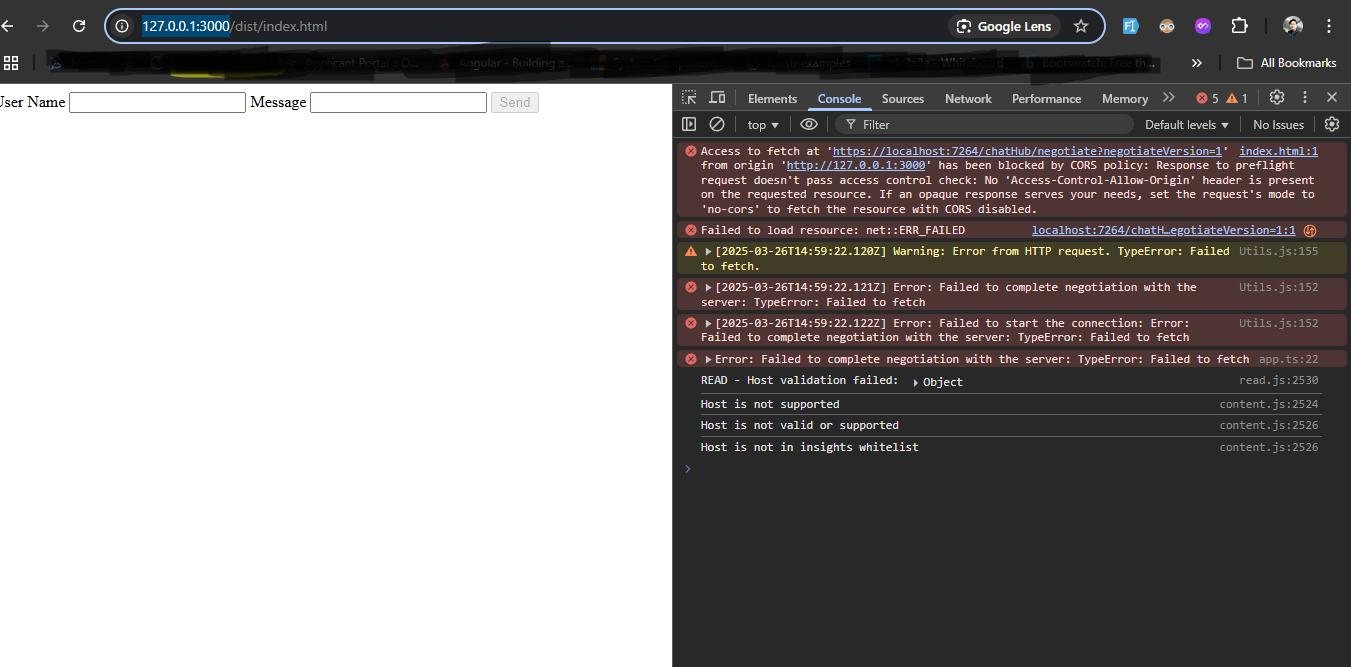 127.0.0.1:3000/dist/index.html
Google Lens
Applicant Portal :: O...
Angular - Building s...
examples
Whiteboard
Bootswatch: Free th...
»
All Bookmarks
User Name
Message
Send
Elements
Console
Sources
Network
Performance
Memory
5
1
top
Filter
Default levels
No Issues
Access to fetch at 'https://localhost:7264/chatHub/negotiate?negotiateVersion=1' index.html:1
from origin 'http://127.0.0.1:3000' has been blocked by CORS policy: Response to preflight
request doesn't pass access control check: No 'Access-Control-Allow-Origin' header is present
on the requested resource. If an opaque response serves your needs, set the request's mode to
'no-cors' to fetch the resource with CORS disabled.
Failed to load resource: net::ERR_FAILED localhost:7264/chatH…egotiateVersion=1:1
[2025-03-26T14:59:22.120Z] Warning: Error from HTTP request. TypeError: Failed Utils.js:155
to fetch.
[2025-03-26T14:59:22.121Z] Error: Failed to complete negotiation with the Utils.js:152
server: TypeError: Failed to fetch
[2025-03-26T14:59:22.122Z] Error: Failed to start the connection: Error: Utils.js:152
Failed to complete negotiation with the server: TypeError: Failed to fetch
Error: Failed to complete negotiation with the server: TypeError: Failed to fetch app.ts:22
READ - Host validation failed: Object read.js:2530
Host is not supported content.js:2524
Host is not valid or supported content.js:2526
Host is not in insights whitelist content.js:2526